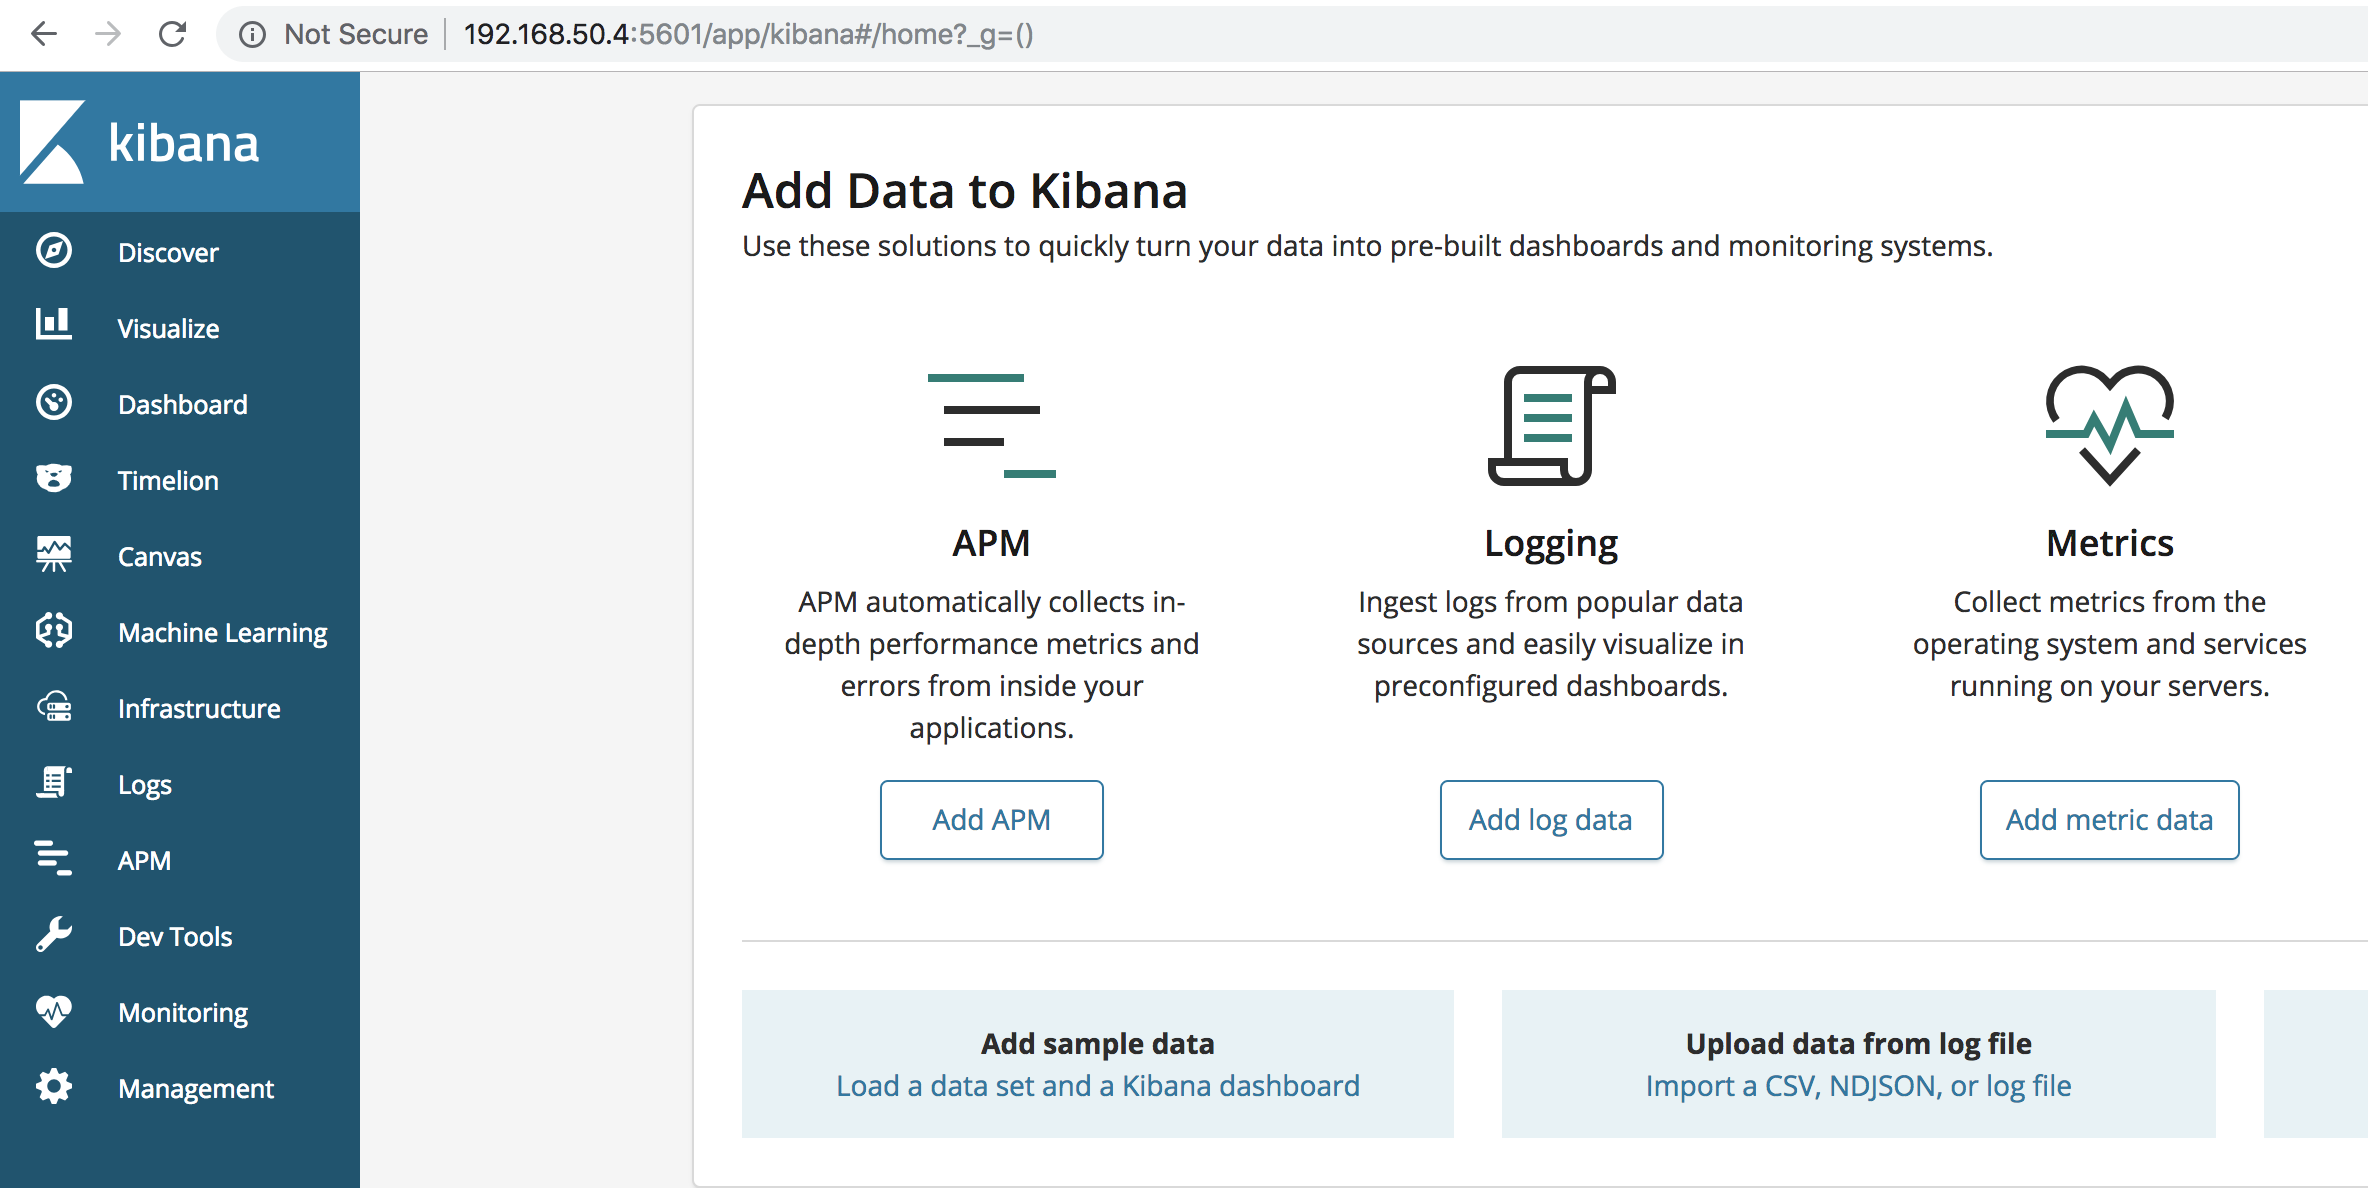 Not Secure 192.168.50.4:5601/app/kibana#/home?_g=()
kibana
Discover
Visualize
Dashboard
Timelion
Canvas
Machine Learning
Infrastructure
Logs
APM
Dev Tools
Monitoring
Management
Add Data to Kibana
Use these solutions to quickly turn your data into pre-built dashboards and monitoring systems.
APM
APM automatically collects in-
depth performance metrics and
errors from inside your
applications.
Add APM
Logging
Ingest logs from popular data
sources and easily visualize in
preconfigured dashboards.
Add log data
Metrics
Collect metrics from the
operating system and services
running on your servers.
Add metric data
Add sample data
Load a data set and a Kibana dashboard
Upload data from log file
Import a CSV, NDJSON, or log file